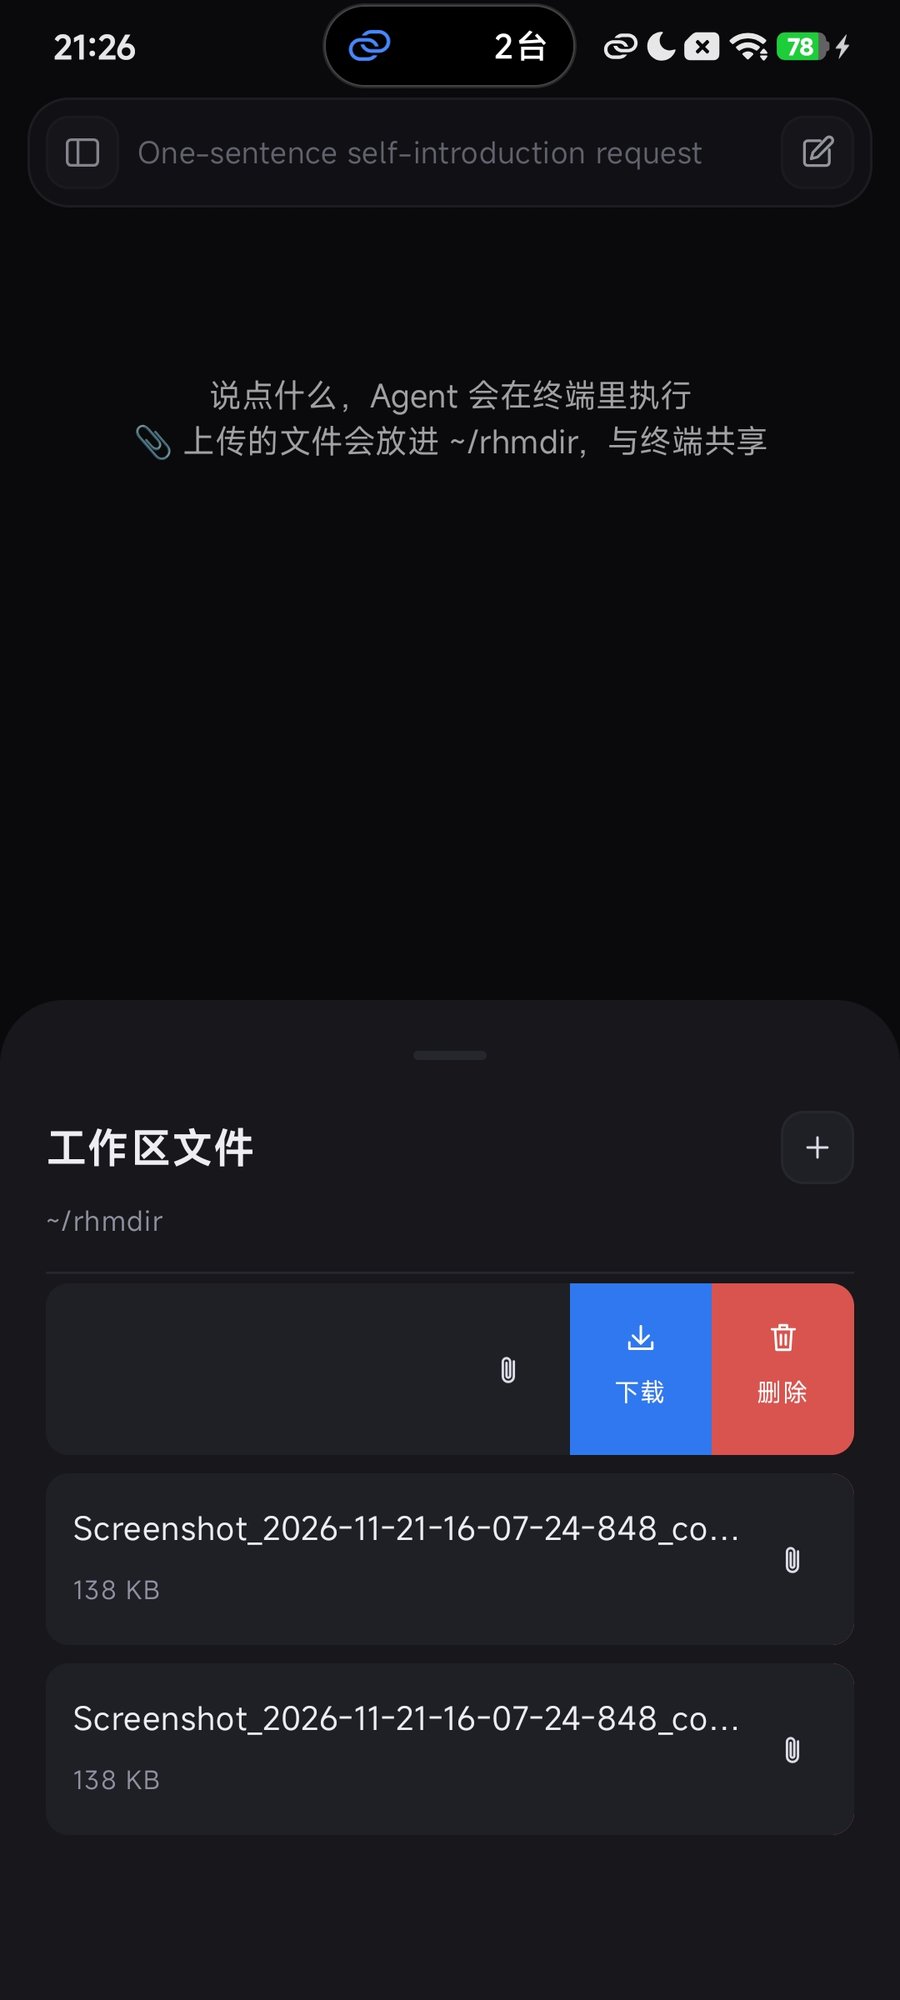 21:26
2台
78
One-sentence self-introduction request
说点什么，Agent 会在终端里执行
上传的文件会放进 ~/rhmdir，与终端共享
工作区文件
~/rhmdir
下载
删除
Screenshot_2026-11-21-16-07-24-848_co...
138 KB
Screenshot_2026-11-21-16-07-24-848_co...
138 KB